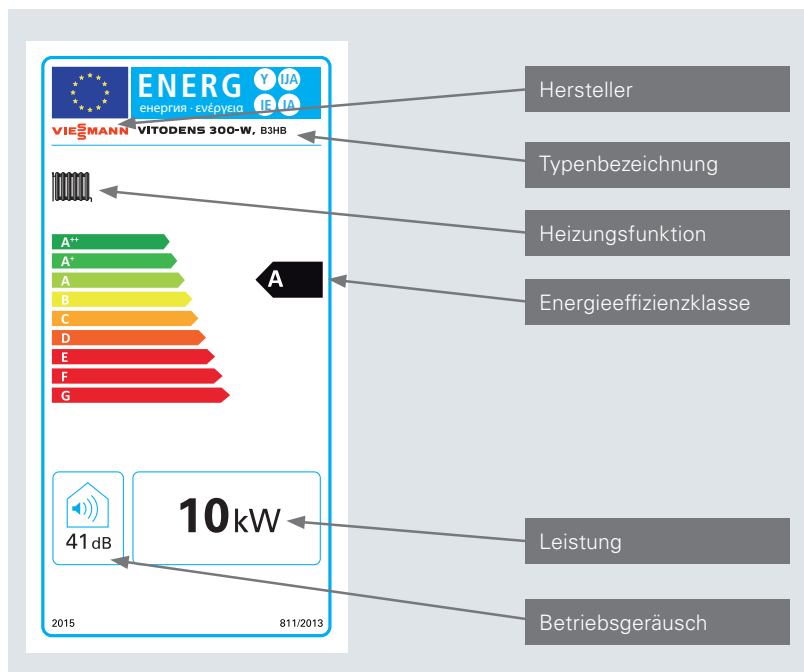 ENERG Y IJA
енергия · ενέργεια IE IA
VIESSMANN VITODENS 300-W, B3HB
A++
A+
A
B
C
D
E
F
G
A
41 dB
10 kW
2015 811/2013
Hersteller
Typenbezeichnung
Heizungsfunktion
Energieeffizienzklasse
Leistung
Betriebsgeräusch